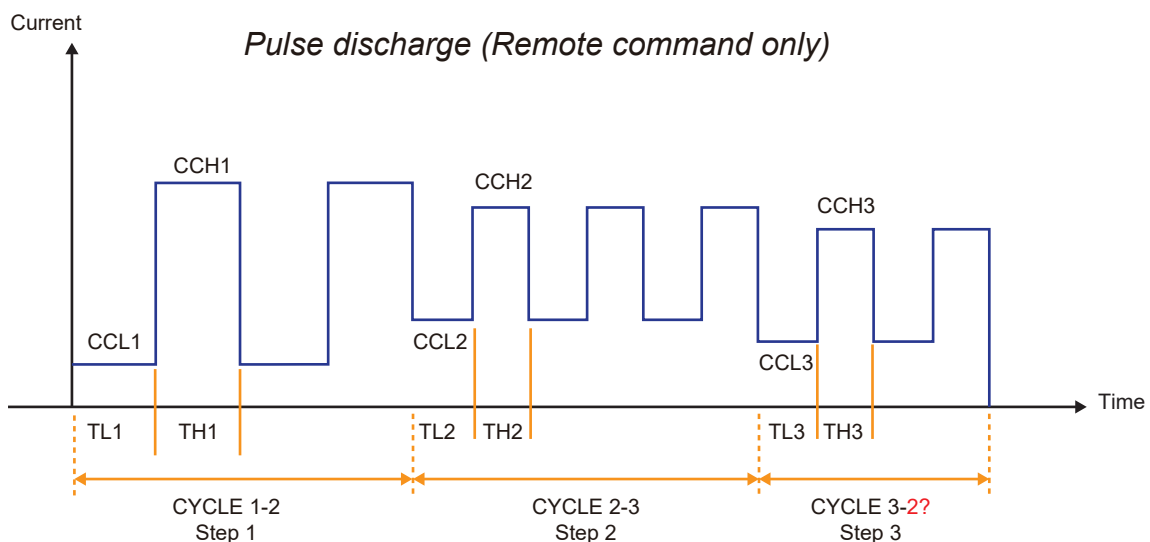 Current
Pulse discharge (Remote command only)
CCH1
CCH2
CCH3
CCL1
CCL2
CCL3
Time
TL1
TH1
TL2
TH2
TL3
TH3
CYCLE 1-2
Step 1
CYCLE 2-3
Step 2
CYCLE 3-2?
Step 3